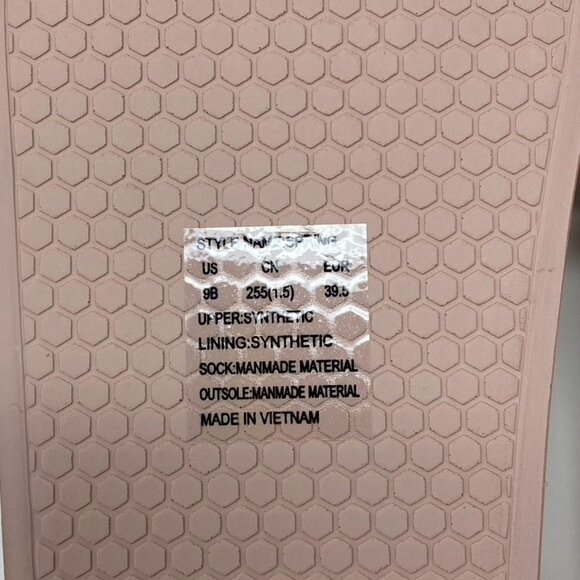 STYLE NAME:SPRING
US CN EUR
9B 255(1.5) 39.5
UPPER:SYNTHETIC
LINING:SYNTHETIC
SOCK:MANMADE MATERIAL
OUTSOLE:MANMADE MATERIAL
MADE IN VIETNAM